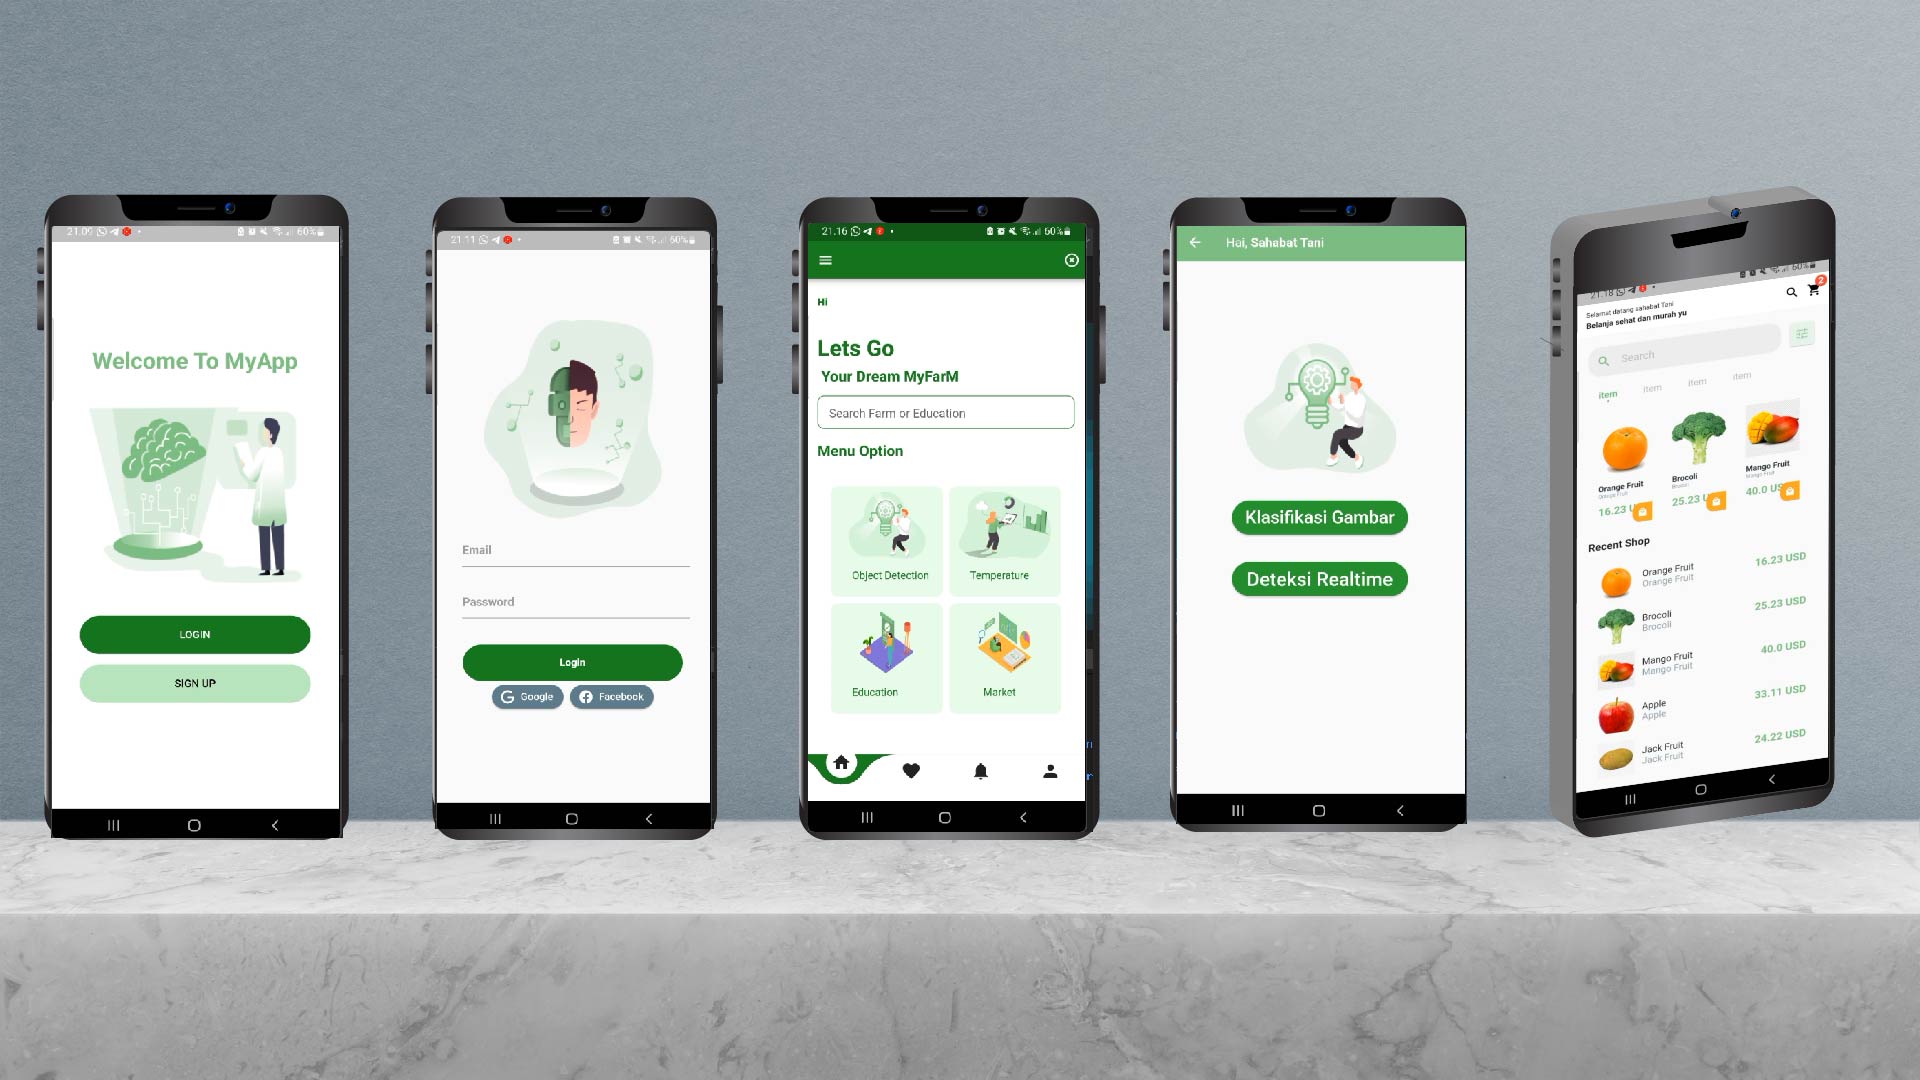 21.09
60%
Welcome To MyApp
LOGIN
SIGN UP
21.11
60%
Email
Password
Login
Google
Facebook
21.16
60%
Hi
Lets Go
Your Dream MyFarM
Search Farm or Education
Menu Option
Object Detection
Temperature
Education
Market
Hai, Sahabat Tani
Klasifikasi Gambar
Deteksi Realtime
21.18
60%
Selamat datang sahabat Tani
Belanja sehat dan murah yu
2
Search
item
item
item
item
Orange Fruit
Orange Fruit
16.23 U
Brocoli
Brocoli
25.23 U
Mango Fruit
Mango Fruit
40.0 US
Recent Shop
Orange Fruit
Orange Fruit
16.23 USD
Brocoli
Brocoli
25.23 USD
Mango Fruit
Mango Fruit
40.0 USD
Apple
Apple
33.11 USD
Jack Fruit
Jack Fruit
24.22 USD